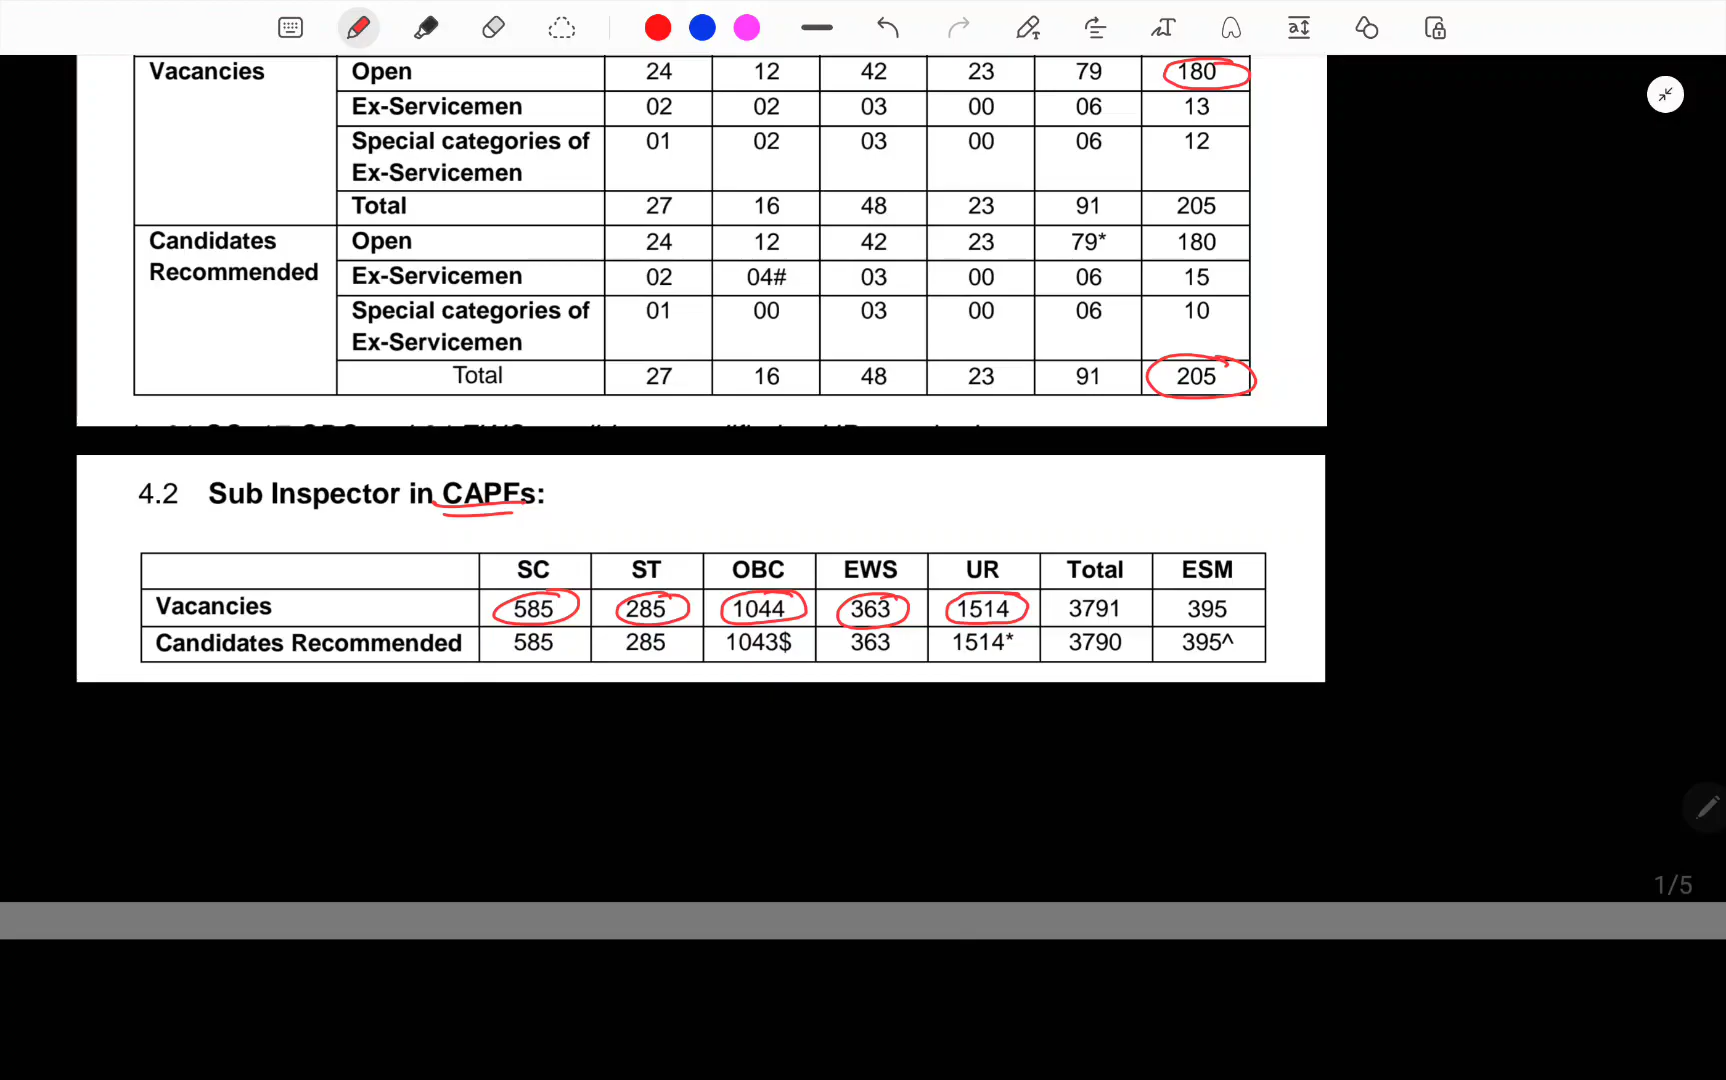 Vacancies Open 24 12 42 23 79 180
Ex-Servicemen 02 02 03 00 06 13
Special categories of 01 02 03 00 06 12
Ex-Servicemen
Total 27 16 48 23 91 205
Candidates Open 24 12 42 23 79* 180
Recommended Ex-Servicemen 02 04# 03 00 06 15
Special categories of 01 00 03 00 06 10
Ex-Servicemen
Total 27 16 48 23 91 205
4.2 Sub Inspector in CAPFs:
SC ST OBC EWS UR Total ESM
Vacancies 585 285 1044 363 1514 3791 395
Candidates Recommended 585 285 1043$ 363 1514* 3790 395^
1/5